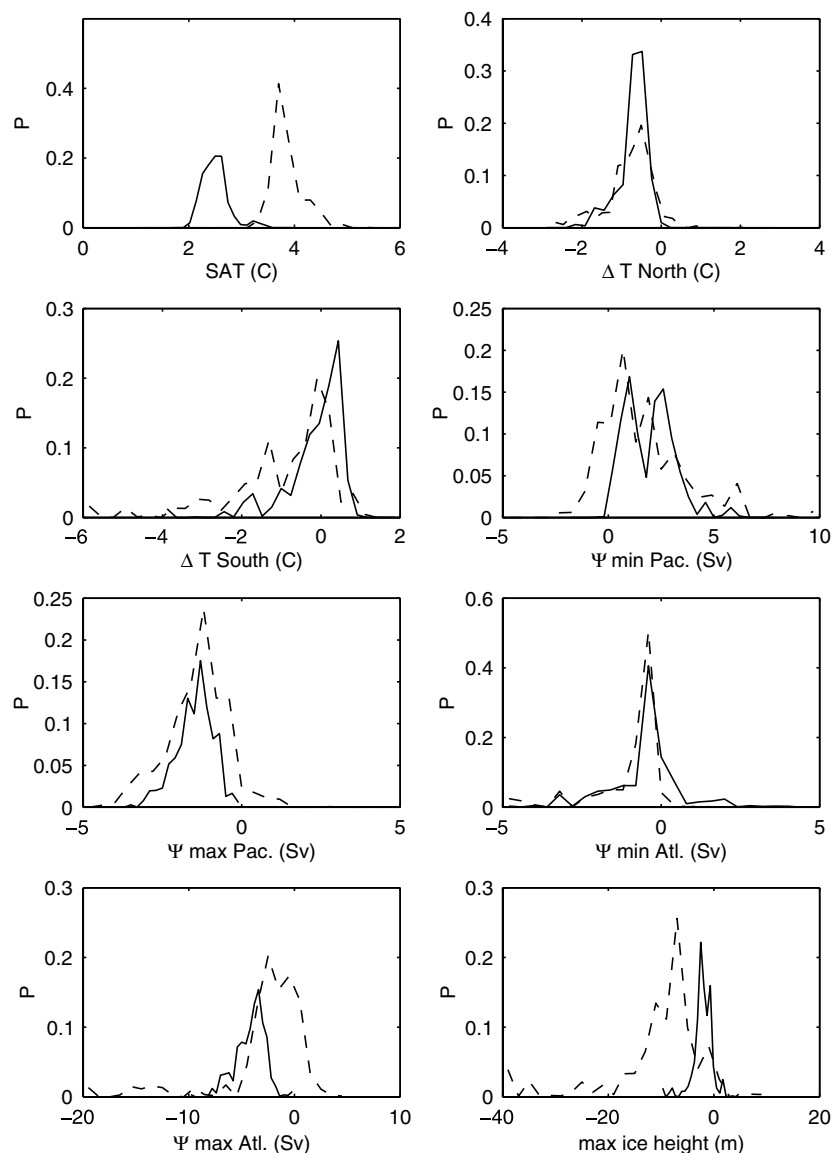 0.4
0.2
0
P
0 2 4 6
SAT (C)
0.4
0.3
0.2
0.1
0
P
−4 −2 0 2 4
Δ T North (C)
0.3
0.2
0.1
0
P
−6 −4 −2 0 2
Δ T South (C)
0.25
0.2
0.15
0.1
0.05
0
P
−5 0 5 10
Ψ min Pac. (Sv)
0.25
0.2
0.15
0.1
0.05
0
P
−5 0 5
Ψ max Pac. (Sv)
0.6
0.4
0.2
0
P
−5 0 5
Ψ min Atl. (Sv)
0.3
0.2
0.1
0
P
−20 −10 0 10
Ψ max Atl. (Sv)
0.3
0.2
0.1
0
P
−40 −20 0 20
max ice height (m)